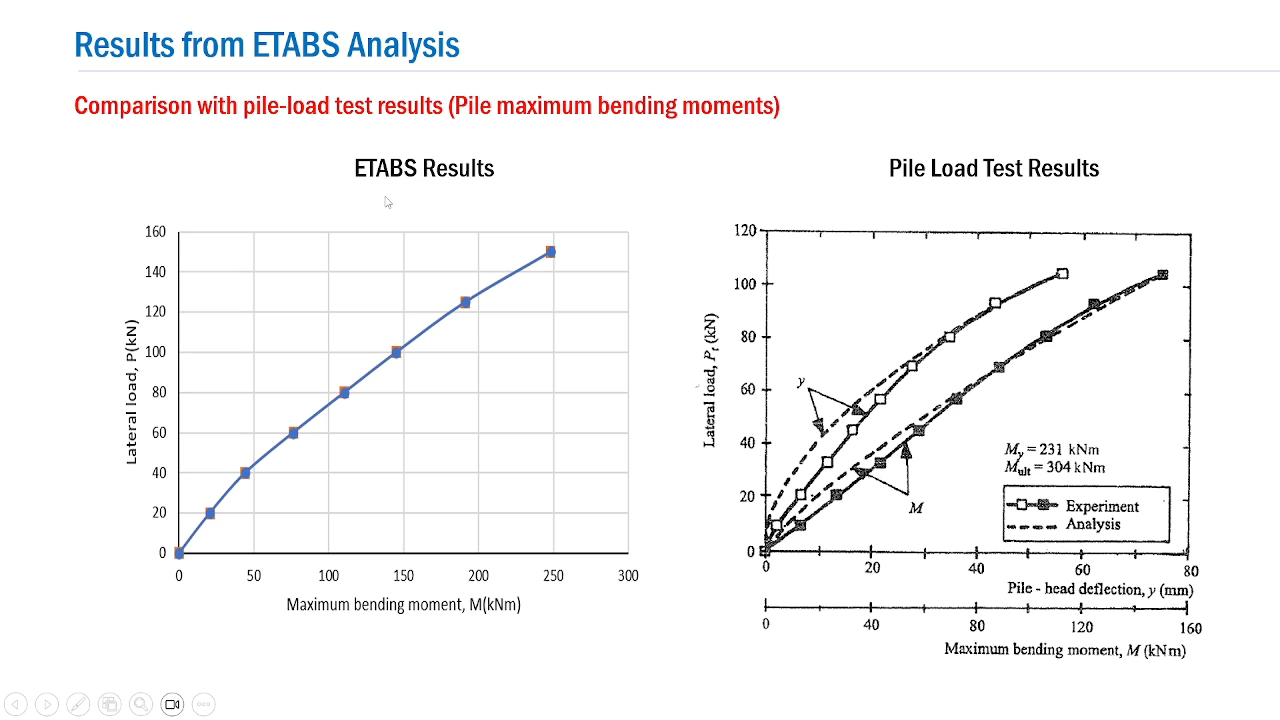 Results from ETABS Analysis
Comparison with pile-load test results (Pile maximum bending moments)
ETABS Results
Pile Load Test Results
160
140
120
100
80
60
40
20
0
Lateral load, P(kN)
0 50 100 150 200 250 300
Maximum bending moment, M(kNm)
120
100
80
60
40
20
0
Lateral load, Pt (kN)
y
M
My = 231 kNm
Mult = 304 kNm
Experiment
Analysis
0 20 40 60 80
Pile - head deflection, y (mm)
0 40 80 120 160
Maximum bending moment, M (kNm)